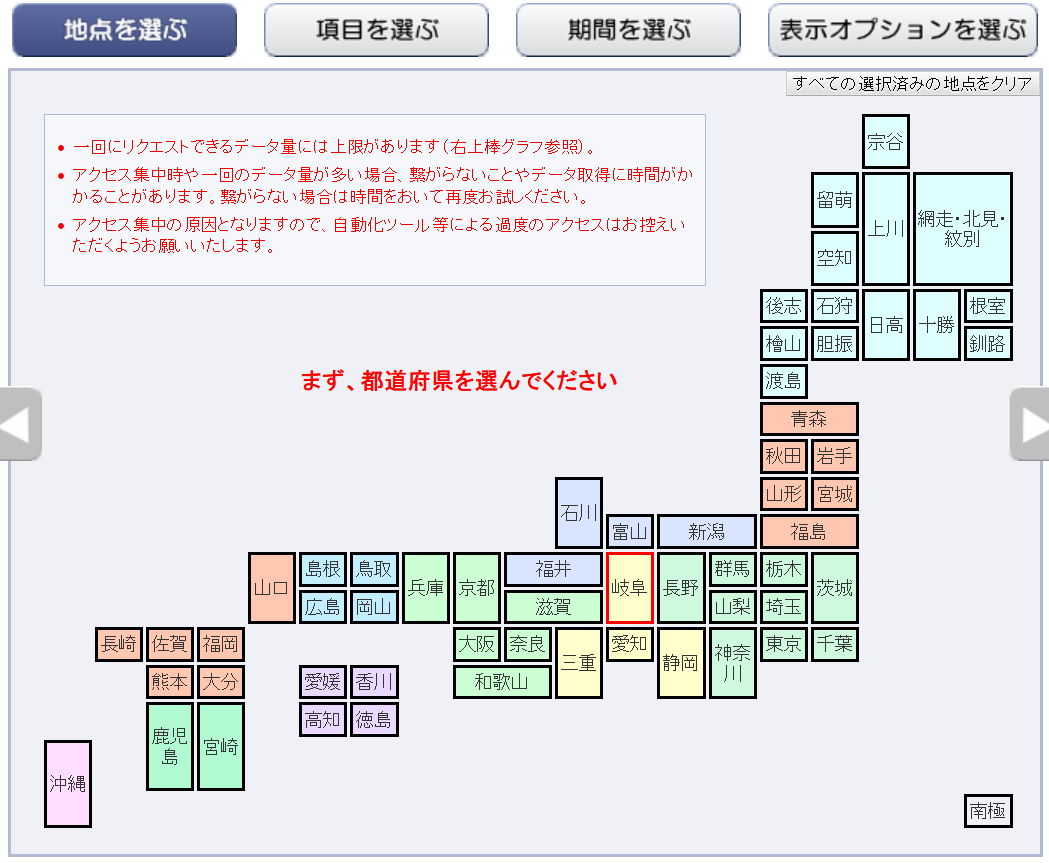 地点を選ぶ
項目を選ぶ
期間を選ぶ
表示オプションを選ぶ
すべての選択済みの地点をクリア
一回にリクエストできるデータ量には上限があります(右上棒グラフ参照)。
アクセス集中時や一回のデータ量が多い場合、繋がらないことやデータ取得に時間がか
かることがあります。繋がらない場合は時間をおいて再度お試しください。
アクセス集中の原因となりますので、自動化ツール等による過度のアクセスはお控えい
ただくようお願いいたします。
宗谷
留萌
上川
網走・北見・
紋別
空知
後志
石狩
日高
十勝
根室
檜山
胆振
釧路
渡島
まず、都道府県を選んでください
青森
秋田
岩手
山形
宮城
石川
富山
新潟
福島
山口
島根
鳥取
兵庫
京都
福井
岐阜
長野
群馬
栃木
茨城
広島
岡山
滋賀
山梨
埼玉
長崎
佐賀
福岡
大阪
奈良
三重
愛知
静岡
神奈
川
東京
千葉
熊本
大分
愛媛
香川
和歌山
高知
徳島
鹿児
島
宮崎
沖縄
南極